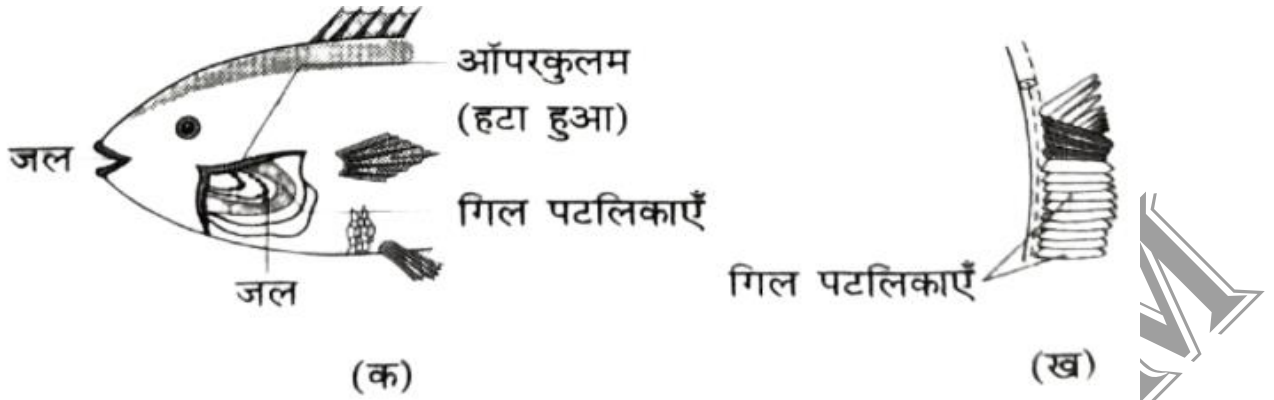 ऑपरकुलम
(हटा हुआ)
जल
गिल पटलिकाएँ
जल
(क)
गिल पटलिकाएँ
(ख)